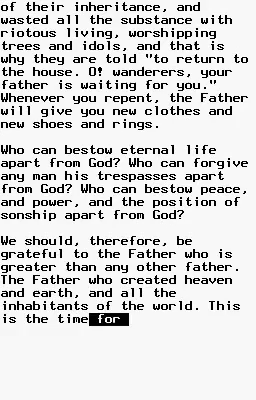 of their inheritance, and
wasted all the substance with
riotous living, worshipping
trees and idols, and that is
why they are told "to return to
the house. O! wanderers, your
father is waiting for you."
Whenever you repent, the Father
will give you new clothes and
new shoes and rings.

Who can bestow eternal life
apart from God? Who can forgive
any man his trespasses apart
from God? Who can bestow peace,
and power, and the position of
sonship apart from God?

We should, therefore, be
grateful to the Father who is
greater than any other father.
The Father who created heaven
and earth, and all the
inhabitants of the world. This
is the time for